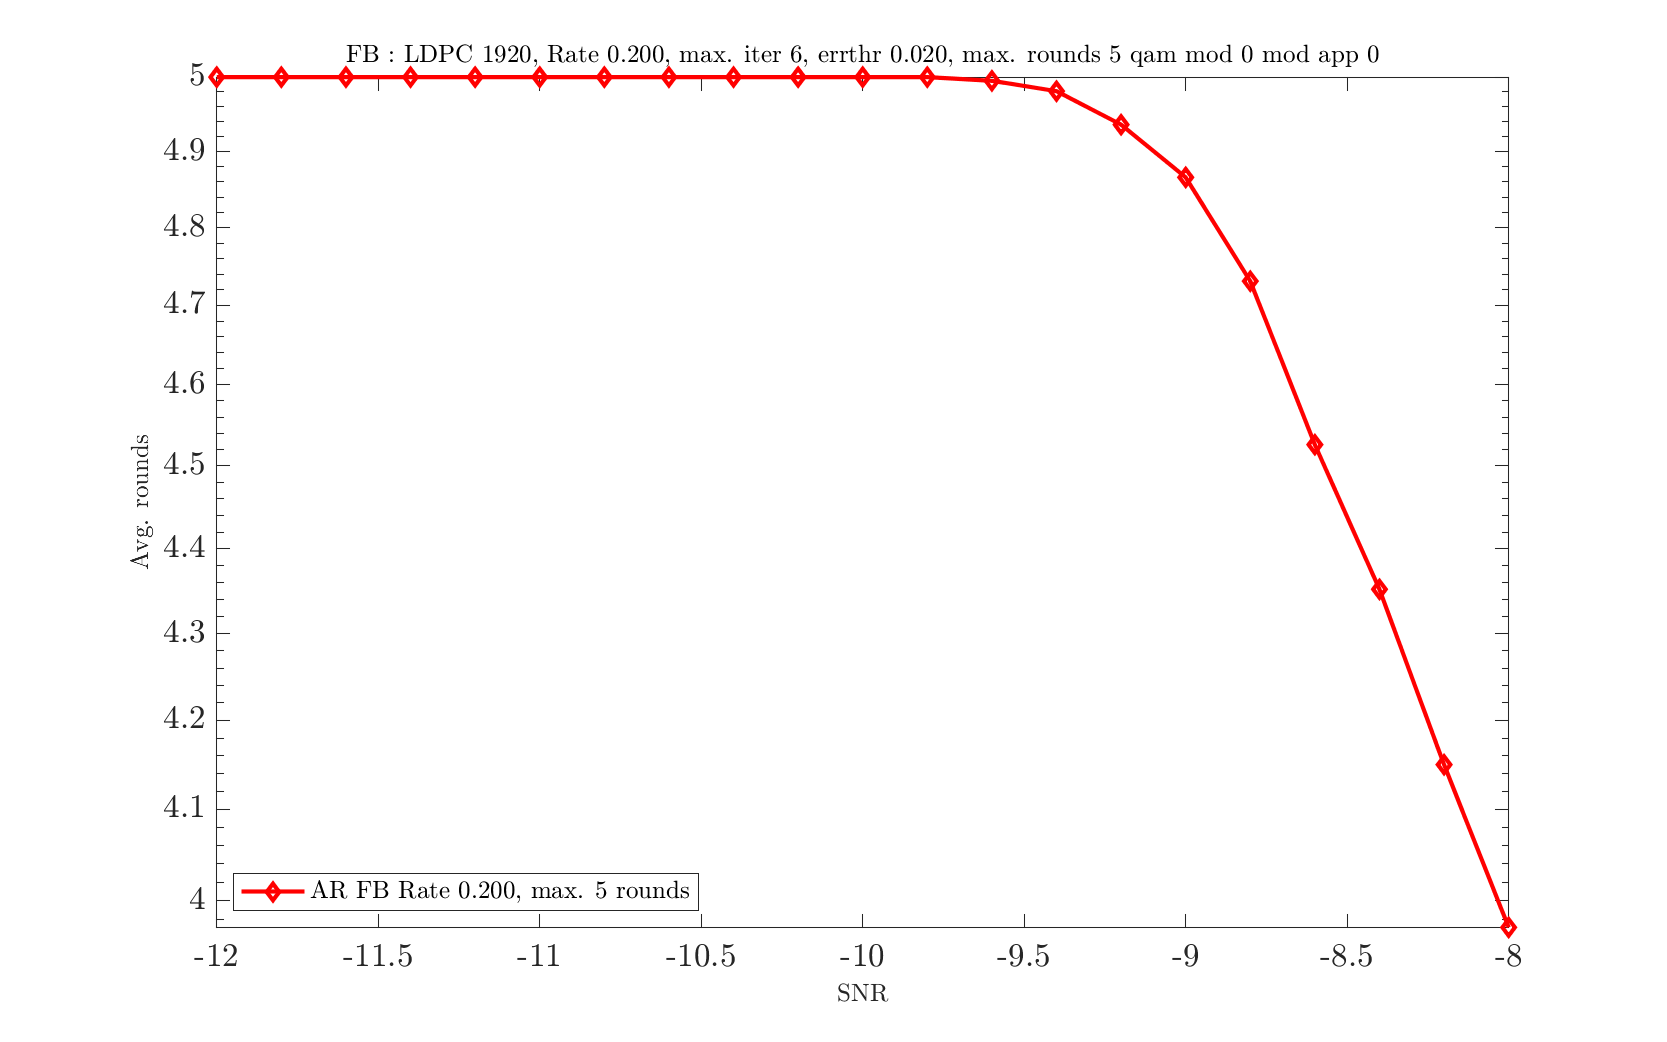 FB : LDPC 1920, Rate 0.200, max. iter 6, errthr 0.020, max. rounds 5 qam mod 0 mod app 0
5
4.9
4.8
4.7
4.6
4.5
4.4
4.3
4.2
4.1
4
Avg. rounds
AR FB Rate 0.200, max. 5 rounds
-12 -11.5 -11 -10.5 -10 -9.5 -9 -8.5 -8
SNR